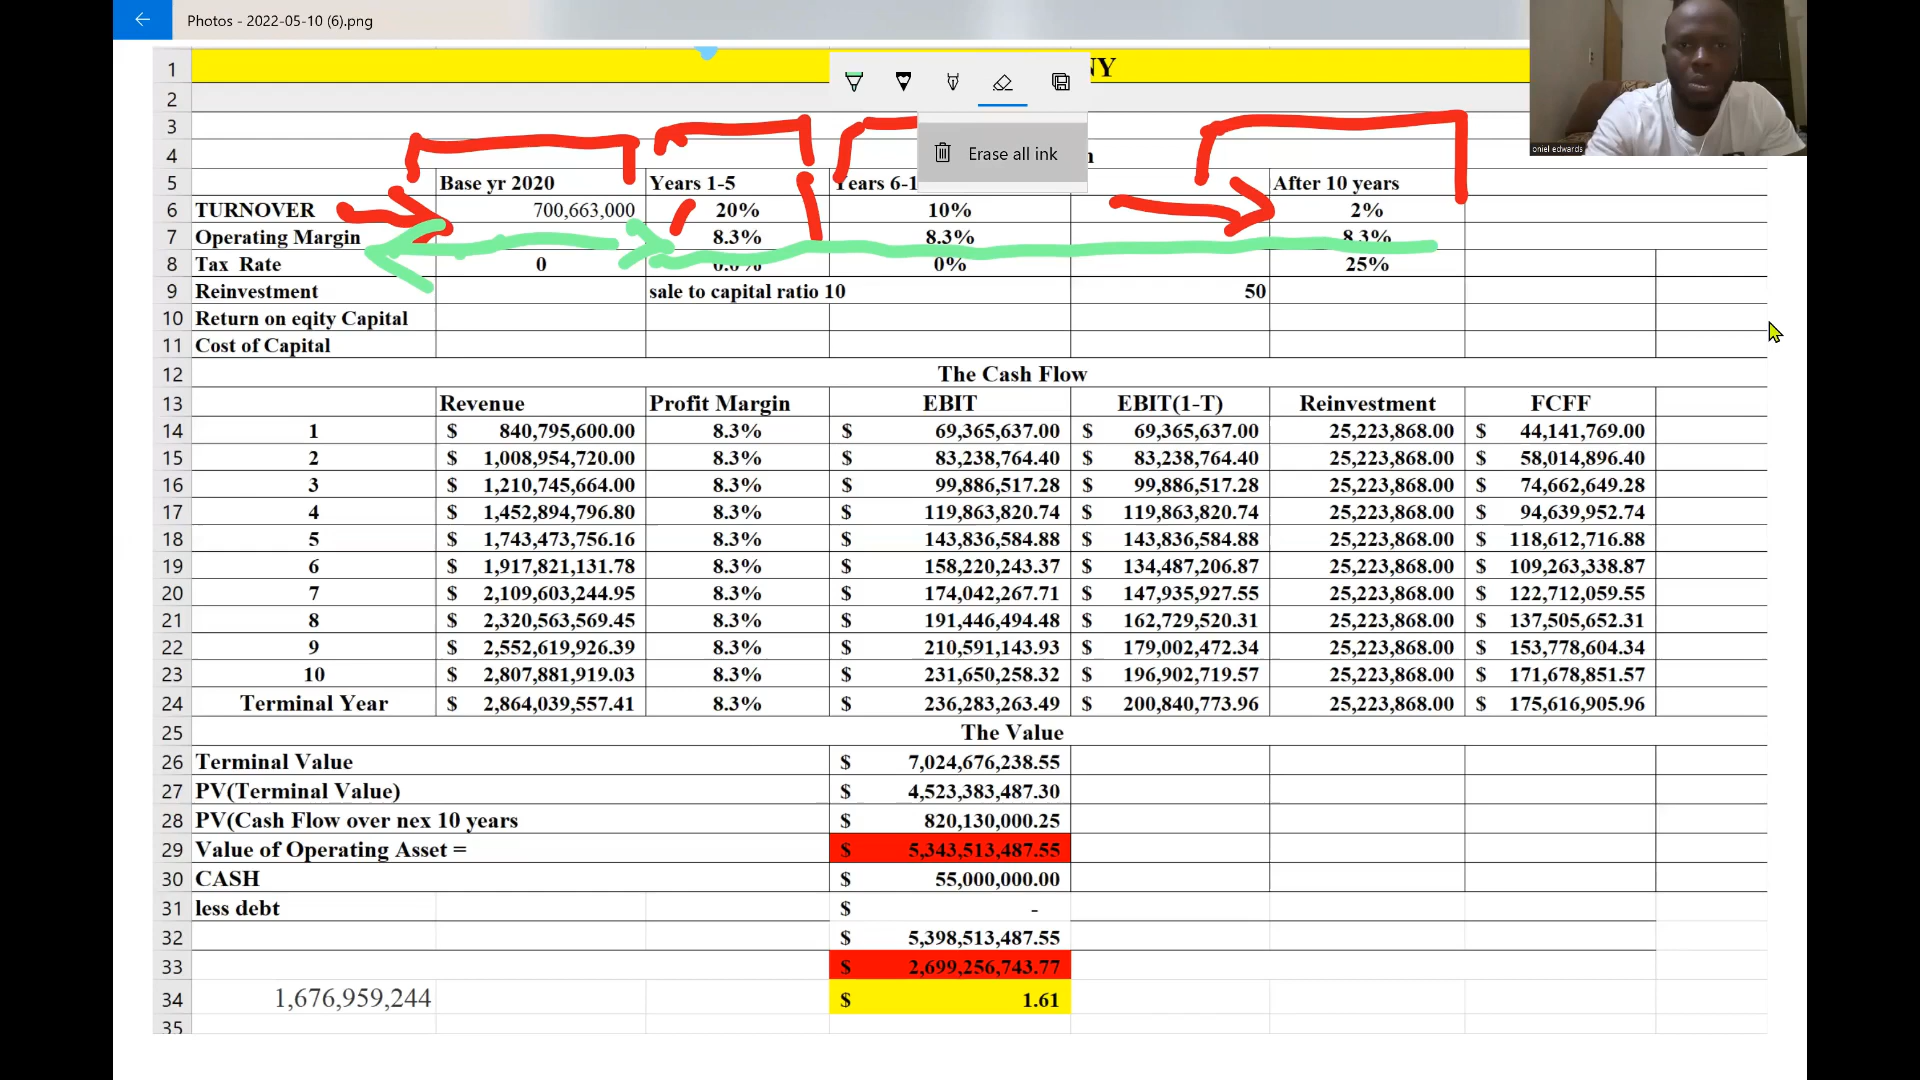 Photos - 2022-05-10 (6).png
1 NY
2
3
4
Erase all ink
oniel edwards
5 Base yr 2020 Years 1-5 Years 6-1 After 10 years
6 TURNOVER 700,663,000 20% 10% 2%
7 Operating Margin 8.3% 8.3% 8.3%
8 Tax Rate 0 0.0% 0% 25%
9 Reinvestment sale to capital ratio 10 50
10 Return on eqity Capital
11 Cost of Capital
12 The Cash Flow
13 Revenue Profit Margin EBIT EBIT(1-T) Reinvestment FCFF
14 1 $ 840,795,600.00 8.3% $ 69,365,637.00 $ 69,365,637.00 25,223,868.00 $ 44,141,769.00
15 2 $ 1,008,954,720.00 8.3% $ 83,238,764.40 $ 83,238,764.40 25,223,868.00 $ 58,014,896.40
16 3 $ 1,210,745,664.00 8.3% $ 99,886,517.28 $ 99,886,517.28 25,223,868.00 $ 74,662,649.28
17 4 $ 1,452,894,796.80 8.3% $ 119,863,820.74 $ 119,863,820.74 25,223,868.00 $ 94,639,952.74
18 5 $ 1,743,473,756.16 8.3% $ 143,836,584.88 $ 143,836,584.88 25,223,868.00 $ 118,612,716.88
19 6 $ 1,917,821,131.78 8.3% $ 158,220,243.37 $ 134,487,206.87 25,223,868.00 $ 109,263,338.87
20 7 $ 2,109,603,244.95 8.3% $ 174,042,267.71 $ 147,935,927.55 25,223,868.00 $ 122,712,059.55
21 8 $ 2,320,563,569.45 8.3% $ 191,446,494.48 $ 162,729,520.31 25,223,868.00 $ 137,505,652.31
22 9 $ 2,552,619,926.39 8.3% $ 210,591,143.93 $ 179,002,472.34 25,223,868.00 $ 153,778,604.34
23 10 $ 2,807,881,919.03 8.3% $ 231,650,258.32 $ 196,902,719.57 25,223,868.00 $ 171,678,851.57
24 Terminal Year $ 2,864,039,557.41 8.3% $ 236,283,263.49 $ 200,840,773.96 25,223,868.00 $ 175,616,905.96
25 The Value
26 Terminal Value $ 7,024,676,238.55
27 PV(Terminal Value) $ 4,523,383,487.30
28 PV(Cash Flow over nex 10 years $ 820,130,000.25
29 Value of Operating Asset = $ 5,343,513,487.55
30 CASH $ 55,000,000.00
31 less debt $ -
32 $ 5,398,513,487.55
33 $ 2,699,256,743.77
34 1,676,959,244 $ 1.61
35